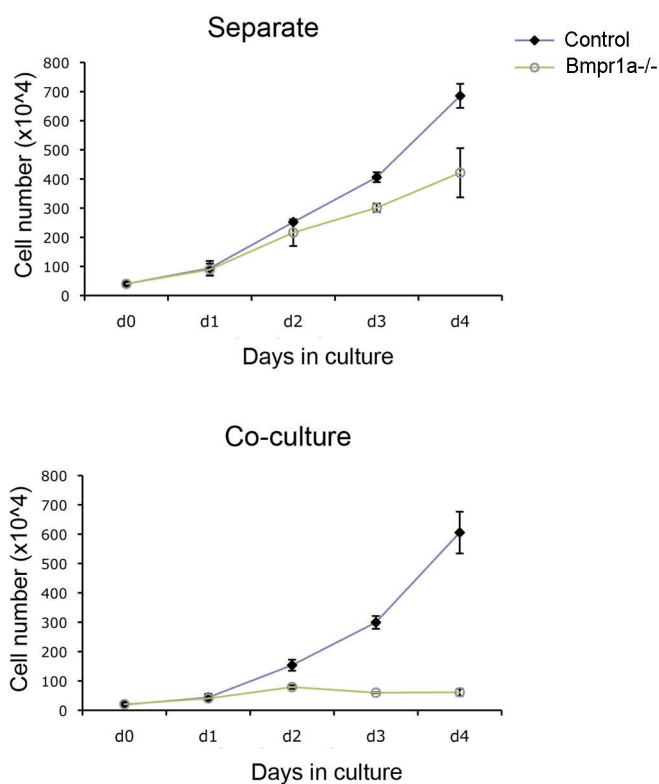 Separate
Control
Bmpr1a-/-
Cell number (x10^4)
800
700
600
500
400
300
200
100
0
d0 d1 d2 d3 d4
Days in culture
Co-culture
Cell number (x10^4)
800
700
600
500
400
300
200
100
0
d0 d1 d2 d3 d4
Days in culture